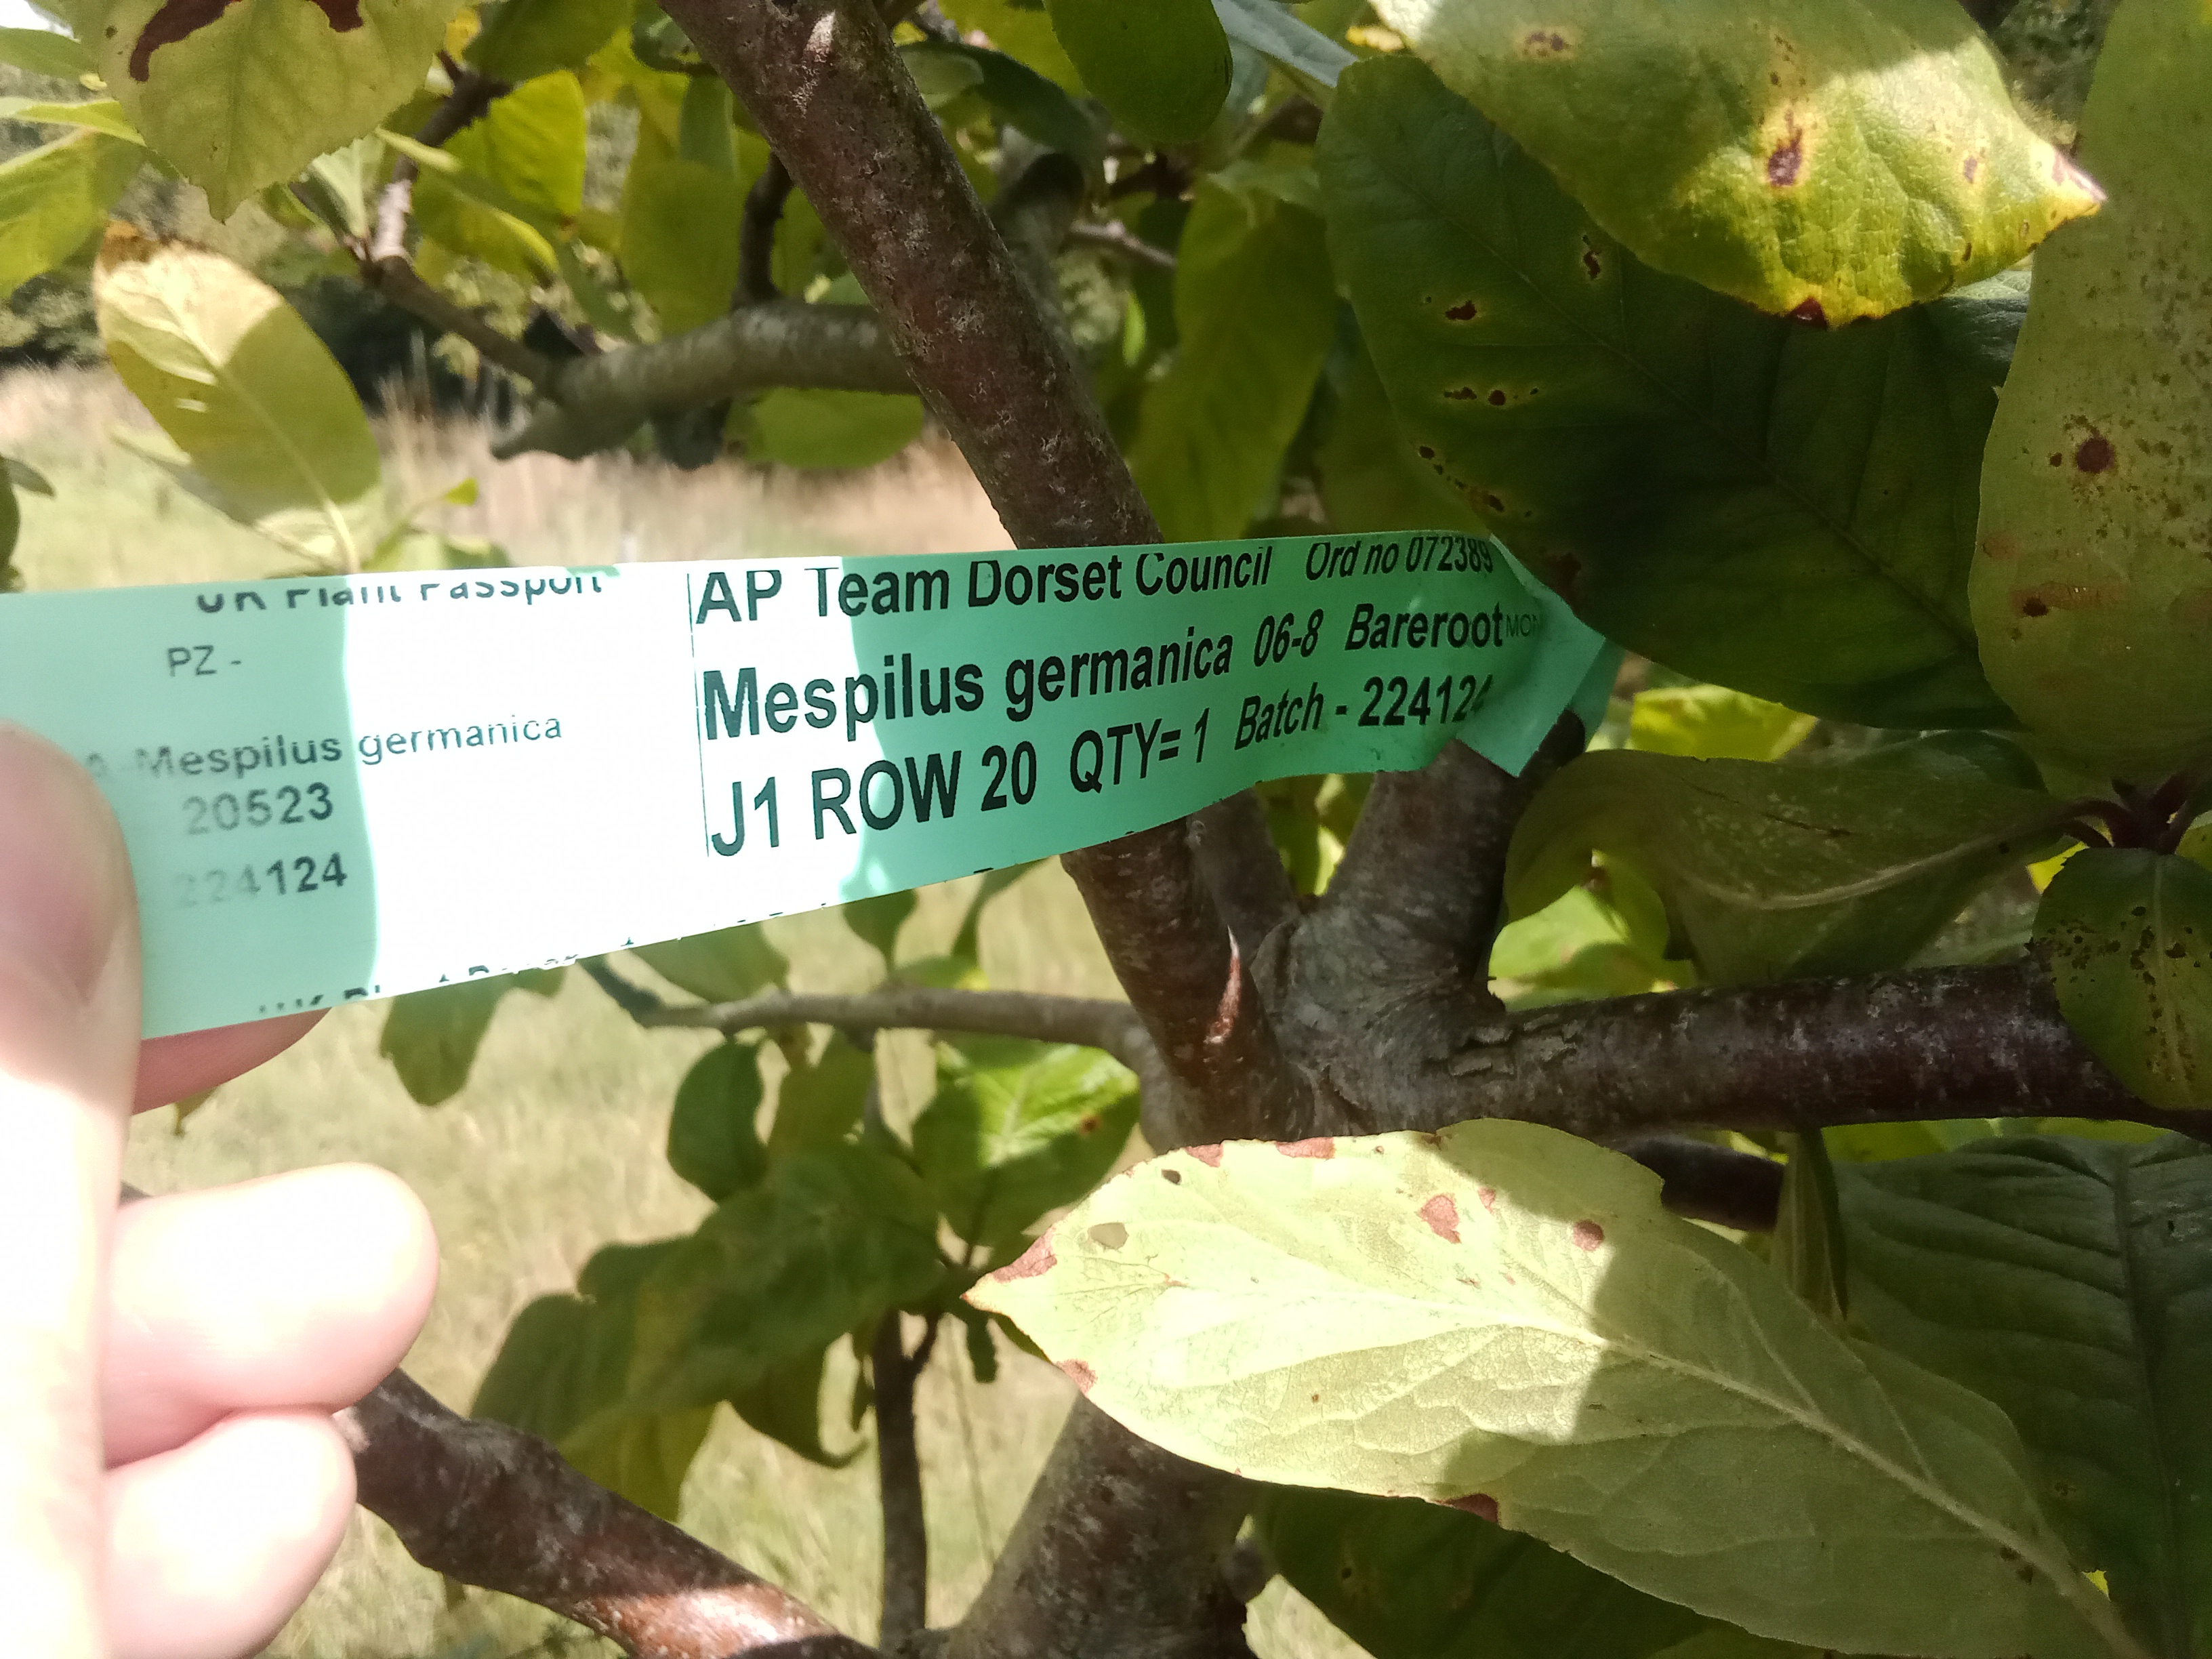 UK Plant Passport
PZ -
A Mespilus germanica
20523
224124
AP Team Dorset Council Ord no 072389
Mespilus germanica 06-8 Bareroot
J1 ROW 20 QTY= 1 Batch - 224124